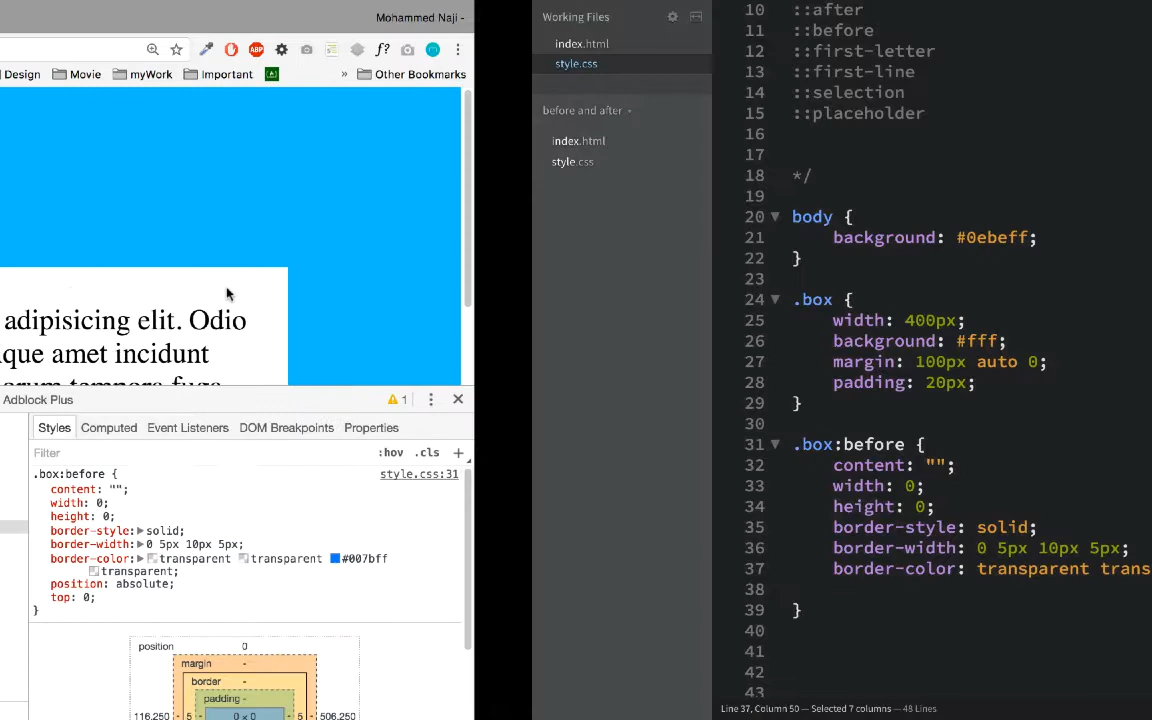 Mohammed Naji -
ABP f?
Design Movie myWork Important » Other Bookmarks
adipisicing elit. Odio
que amet incidunt
Adblock Plus 1
Styles Computed Event Listeners DOM Breakpoints Properties
Filter :hov .cls +
.box:before { style.css:31
content: "";
width: 0;
height: 0;
border-style: solid;
border-width: 0 5px 10px 5px;
border-color: transparent transparent #007bff
transparent;
position: absolute;
top: 0;
}
position 0
margin -
border -
padding -
116.250 - 5 0 × 0 - 5 - 506.250
Working Files
index.html
style.css
before and after
index.html
style.css
10 ::after
11 ::before
12 ::first-letter
13 ::first-line
14 ::selection
15 ::placeholder
16
17
18 */
19
20 body {
21 background: #0ebeff;
22 }
23
24 .box {
25 width: 400px;
26 background: #fff;
27 margin: 100px auto 0;
28 padding: 20px;
29 }
30
31 .box:before {
32 content: "";
33 width: 0;
34 height: 0;
35 border-style: solid;
36 border-width: 0 5px 10px 5px;
37 border-color: transparent trans
38
39 }
40
41
42
43
Line 37, Column 50 — Selected 7 columns — 48 Lines